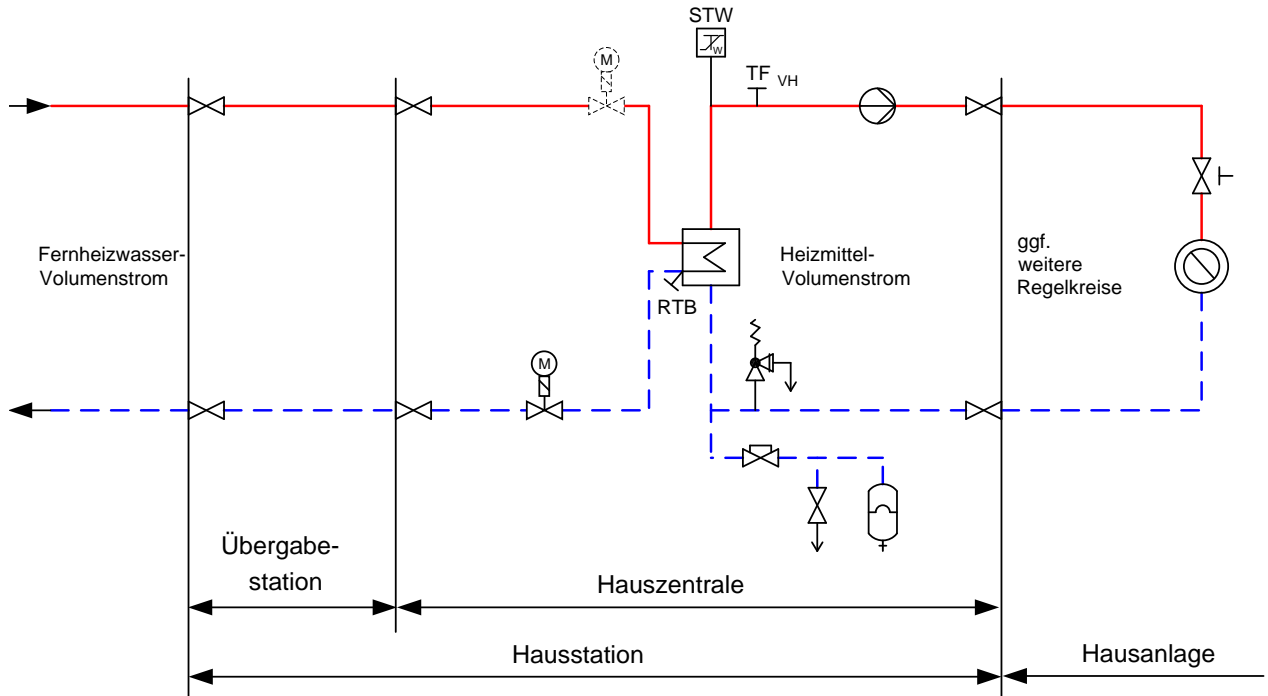 STW
W
M
TF VH
Fernheizwasser-
Volumenstrom
Heizmittel-
Volumenstrom
ggf.
weitere
Regelkreise
RTB
M
Übergabe-
station
Hauszentrale
Hausstation
Hausanlage